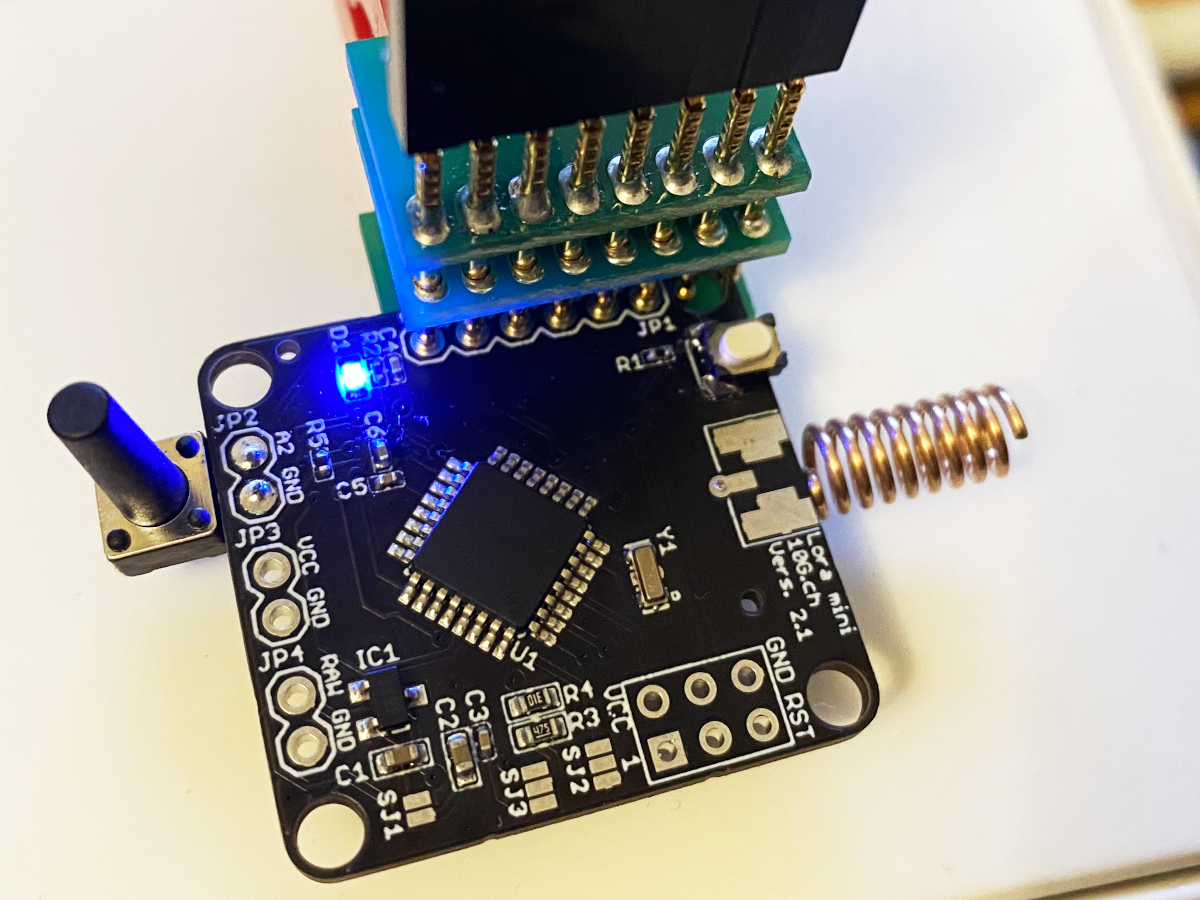 D1
R2
C4
JP1
R1
JP2
A2
GND
R5
C6
C5
JP3
VCC
GND
Y1
Lora mini
10G.ch
Vers. 2.1
JP4
RAW
GND
IC1
U1
C1
C2
C3
01E
R4
475
R3
SJ1
SJ3
SJ2
VCC
1
GND
RST